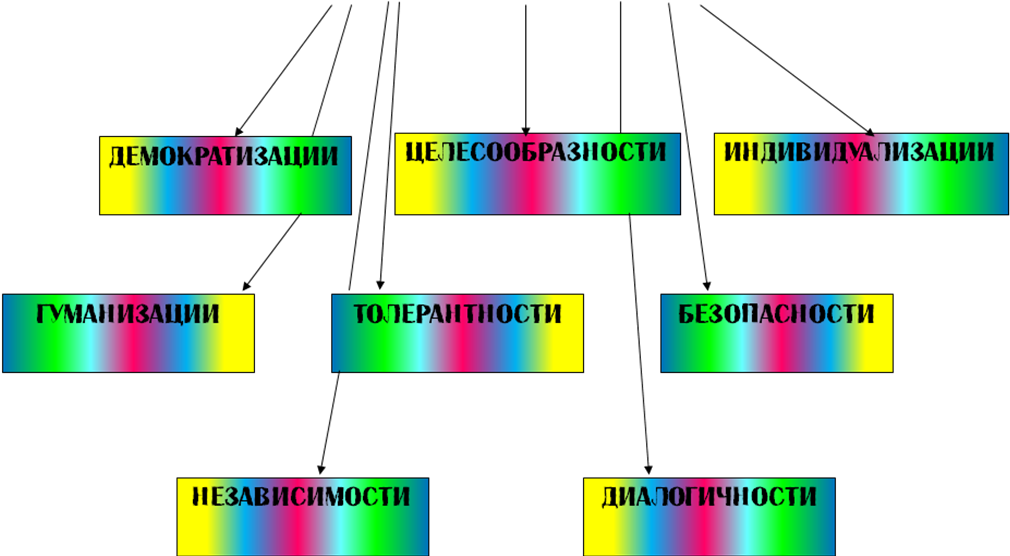 ДЕМОКРАТИЗАЦИИ
ЦЕЛЕСООБРАЗНОСТИ
ИНДИВИДУАЛИЗАЦИИ
ГУМАНИЗАЦИИ
ТОЛЕРАНТНОСТИ
БЕЗОПАСНОСТИ
НЕЗАВИСИМОСТИ
ДИАЛОГИЧНОСТИ